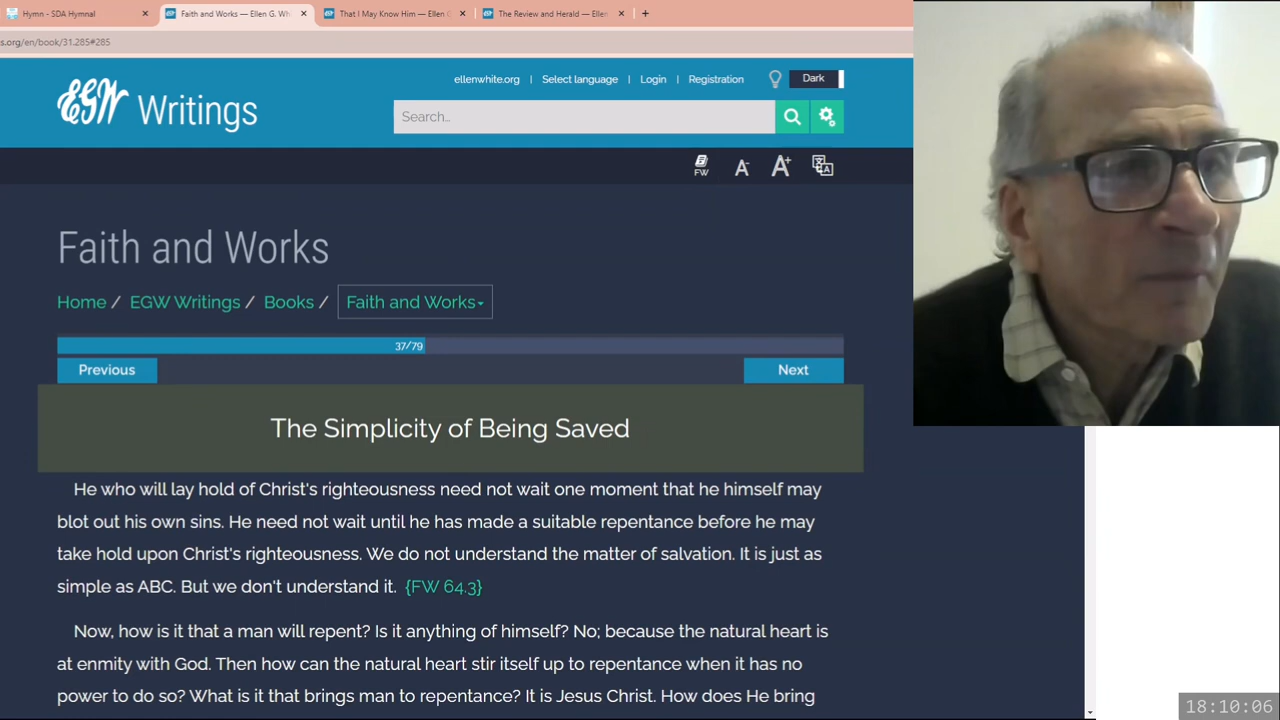 Hymn - SDA Hymnal
Faith and Works — Ellen G. Wh
That I May Know Him — Ellen G
The Review and Herald — Ellen
s.org/en/book/31.285#285
ellenwhite.org | Select language | Login | Registration
Dark
EGW Writings
Search...
FW A- A+
Faith and Works
Home / EGW Writings / Books / Faith and Works
37/79
Previous
Next
The Simplicity of Being Saved
He who will lay hold of Christ's righteousness need not wait one moment that he himself may
blot out his own sins. He need not wait until he has made a suitable repentance before he may
take hold upon Christ's righteousness. We do not understand the matter of salvation. It is just as
simple as ABC. But we don't understand it. {FW 64.3}
Now, how is it that a man will repent? Is it anything of himself? No; because the natural heart is
at enmity with God. Then how can the natural heart stir itself up to repentance when it has no
power to do so? What is it that brings man to repentance? It is Jesus Christ. How does He bring
18:10:06